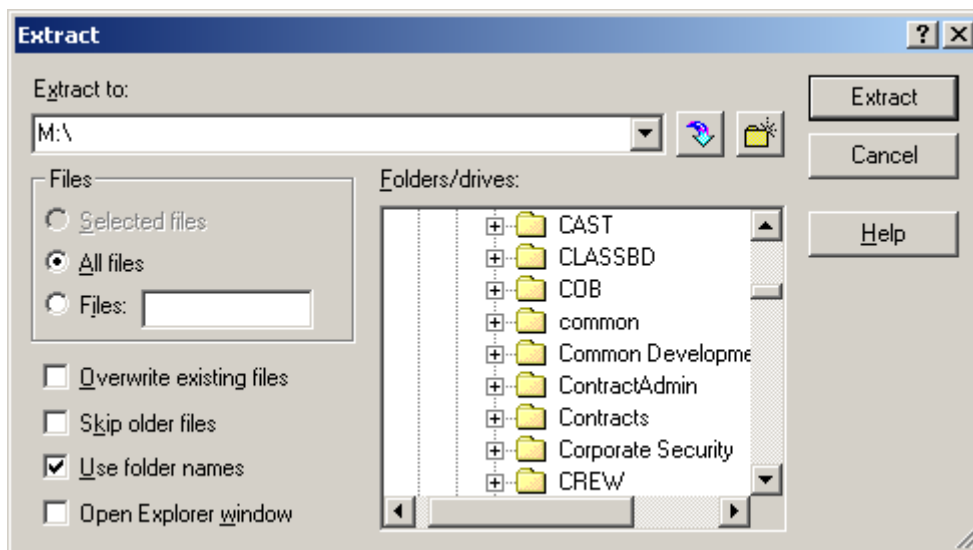 Extract
Extract to:
M:\
Extract
Cancel
Help
Files
Selected files
All files
Files:
Overwrite existing files
Skip older files
Use folder names
Open Explorer window
Folders/drives:
CAST
CLASSBD
COB
common
Common Developme
ContractAdmin
Contracts
Corporate Security
CREW